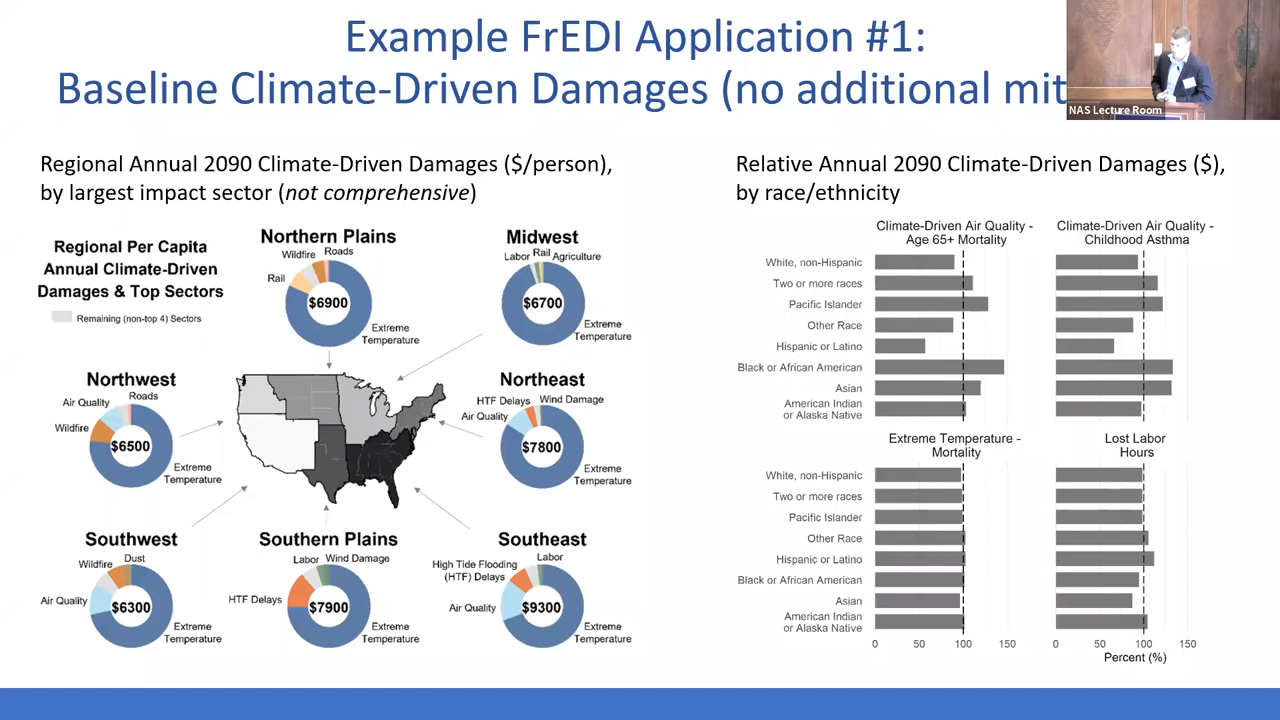 Example FrEDI Application #1:
Baseline Climate-Driven Damages (no additional mit
NAS Lecture Room
Regional Annual 2090 Climate-Driven Damages ($/person),
by largest impact sector (not comprehensive)
Regional Per Capita
Annual Climate-Driven
Damages & Top Sectors
Remaining (non-top 4) Sectors
Northern Plains
Wildfire
Roads
Rail
$6900
Extreme
Temperature
Midwest
Labor
Rail
Agriculture
$6700
Extreme
Temperature
Northwest
Roads
Air Quality
Wildfire
$6500
Extreme
Temperature
Northeast
HTF Delays
Wind Damage
Air Quality
$7800
Extreme
Temperature
Southwest
Dust
Wildfire
Air Quality
$6300
Extreme
Temperature
Southern Plains
Labor
Wind Damage
HTF Delays
$7900
Extreme
Temperature
Southeast
Labor
High Tide Flooding
(HTF) Delays
Air Quality
$9300
Extreme
Temperature
Relative Annual 2090 Climate-Driven Damages ($),
by race/ethnicity
Climate-Driven Air Quality -
Age 65+ Mortality
Climate-Driven Air Quality -
Childhood Asthma
White, non-Hispanic
Two or more races
Pacific Islander
Other Race
Hispanic or Latino
Black or African American
Asian
American Indian
or Alaska Native
Extreme Temperature -
Mortality
Lost Labor
Hours
White, non-Hispanic
Two or more races
Pacific Islander
Other Race
Hispanic or Latino
Black or African American
Asian
American Indian
or Alaska Native
0 50 100 150
0 50 100 150
Percent (%)